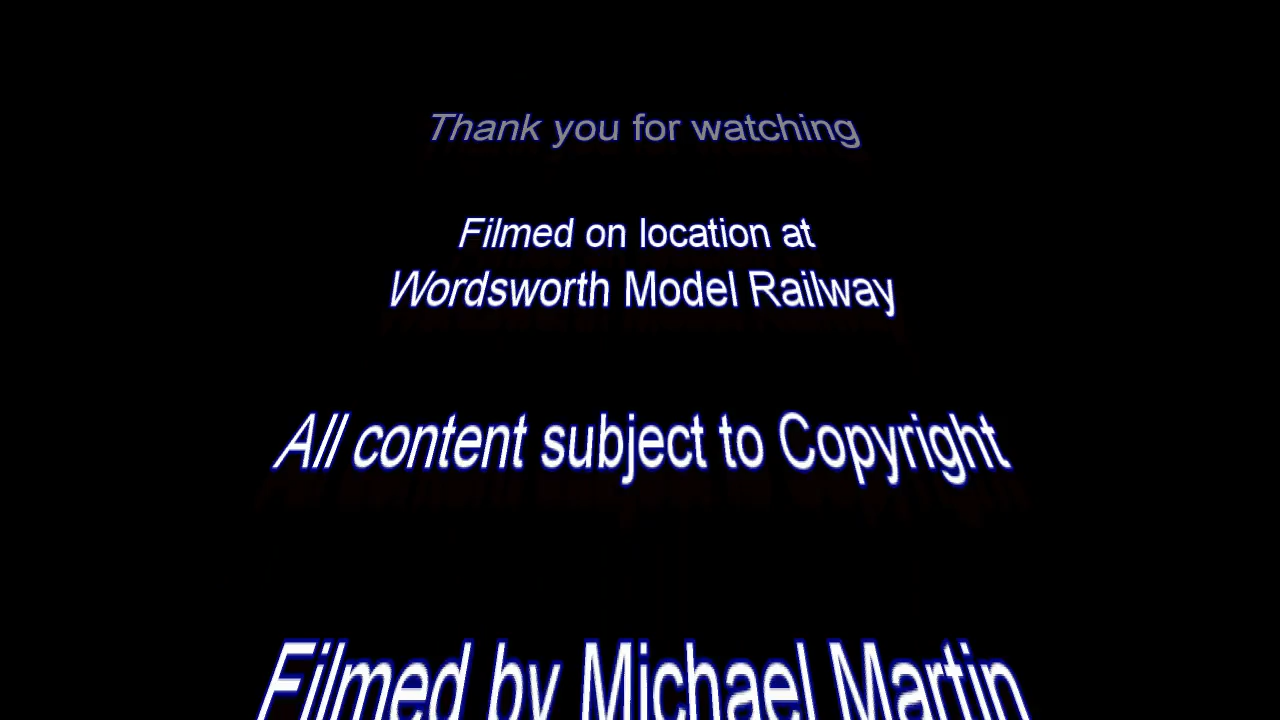 Thank you for watching
Filmed on location at
Wordsworth Model Railway
All content subject to Copyright
Filmed by Michael Martin